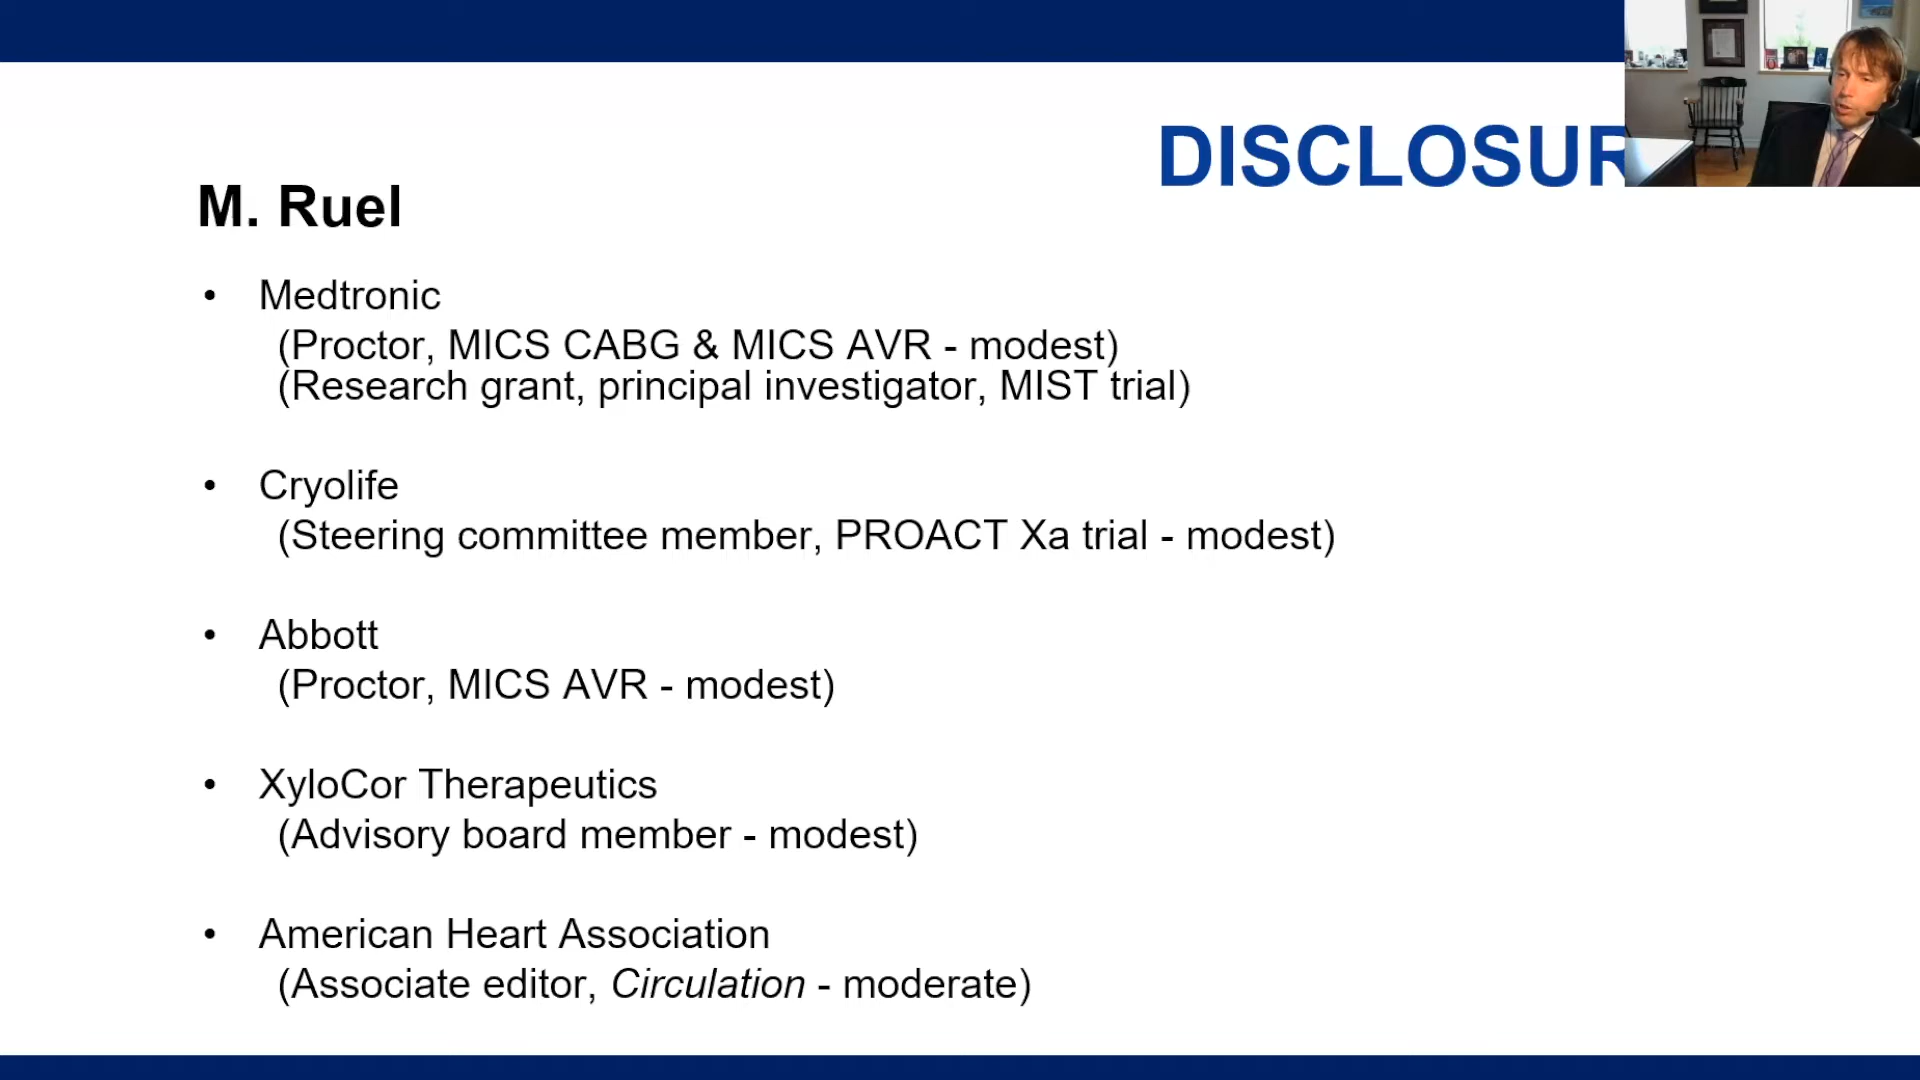 DISCLOSUR
M. Ruel
• Medtronic
(Proctor, MICS CABG & MICS AVR - modest)
(Research grant, principal investigator, MIST trial)
• Cryolife
(Steering committee member, PROACT Xa trial - modest)
• Abbott
(Proctor, MICS AVR - modest)
• XyloCor Therapeutics
(Advisory board member - modest)
• American Heart Association
(Associate editor, Circulation - moderate)